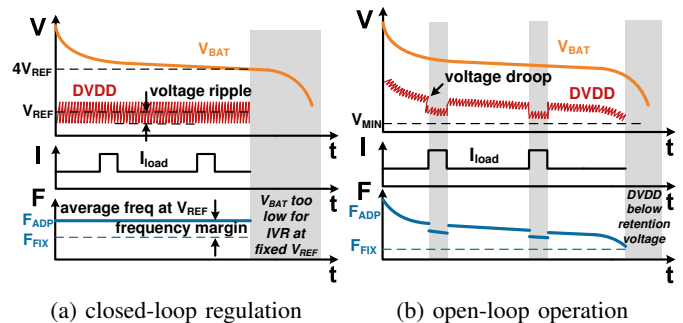 V
V_BAT
4V_REF
DVDD
voltage ripple
V_REF
t
I
I_load
t
F
F_ADP
average freq at V_REF
frequency margin
F_FIX
V_BAT too
low for
IVR at
fixed V_REF
t
(a) closed-loop regulation
V
V_BAT
voltage droop
DVDD
V_MIN
t
I
I_load
t
F
F_ADP
F_FIX
DVDD
below
retention
voltage
t
(b) open-loop operation